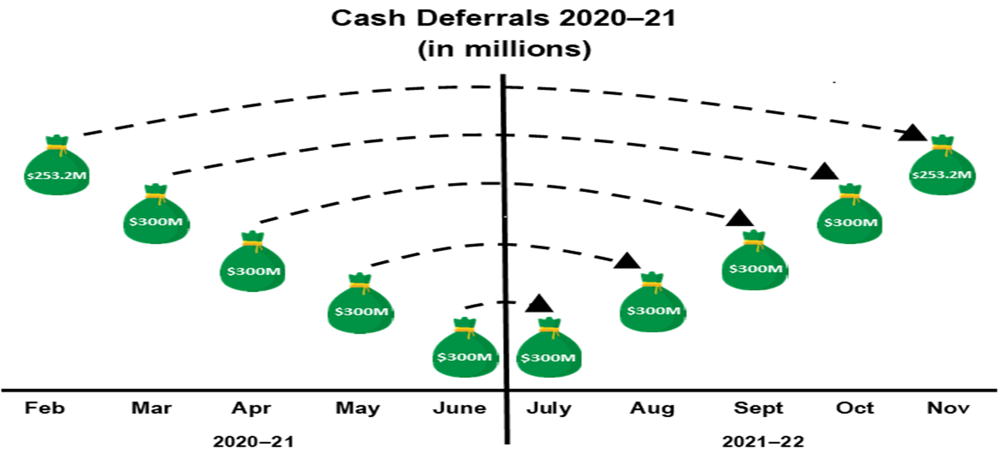 Cash Deferrals 2020–21
(in millions)
$253.2M
$253.2M
$300M
$300M
$300M
$300M
$300M
$300M
$300M
$300M
Feb Mar Apr May June July Aug Sept Oct Nov
2020–21 2021–22